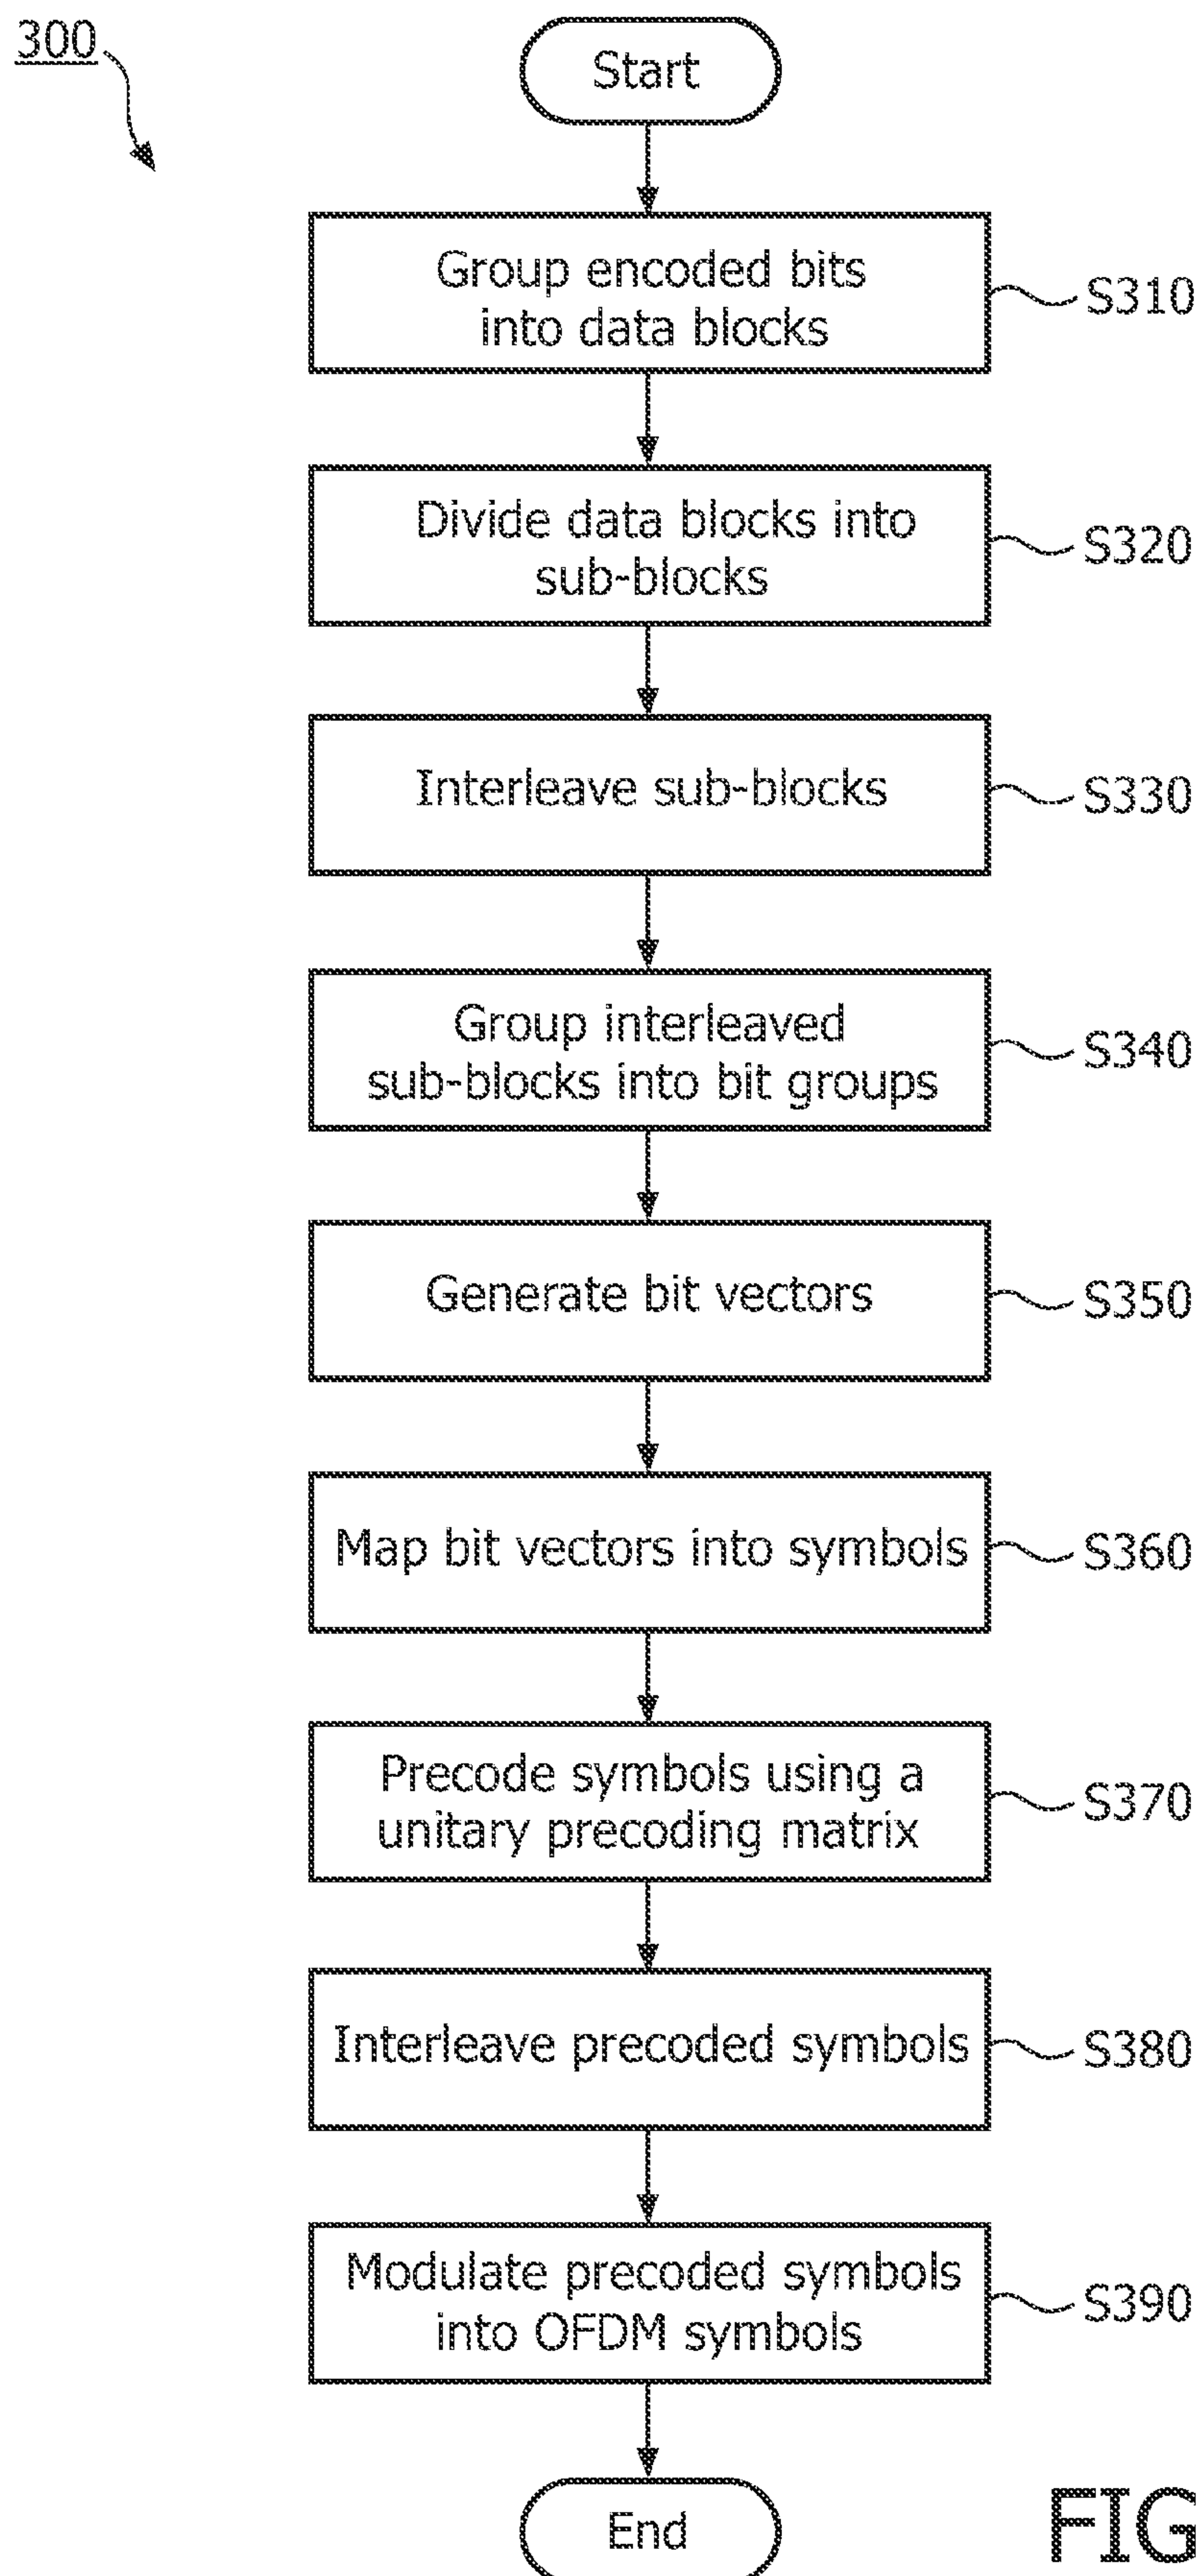 300
Start
Group encoded bits
into data blocks
S310
Divide data blocks into
sub-blocks
S320
Interleave sub-blocks
S330
Group interleaved
sub-blocks into bit groups
S340
Generate bit vectors
S350
Map bit vectors into symbols
S360
Precode symbols using a
unitary precoding matrix
S370
Interleave precoded symbols
S380
Modulate precoded symbols
into OFDM symbols
S390
End
FIG